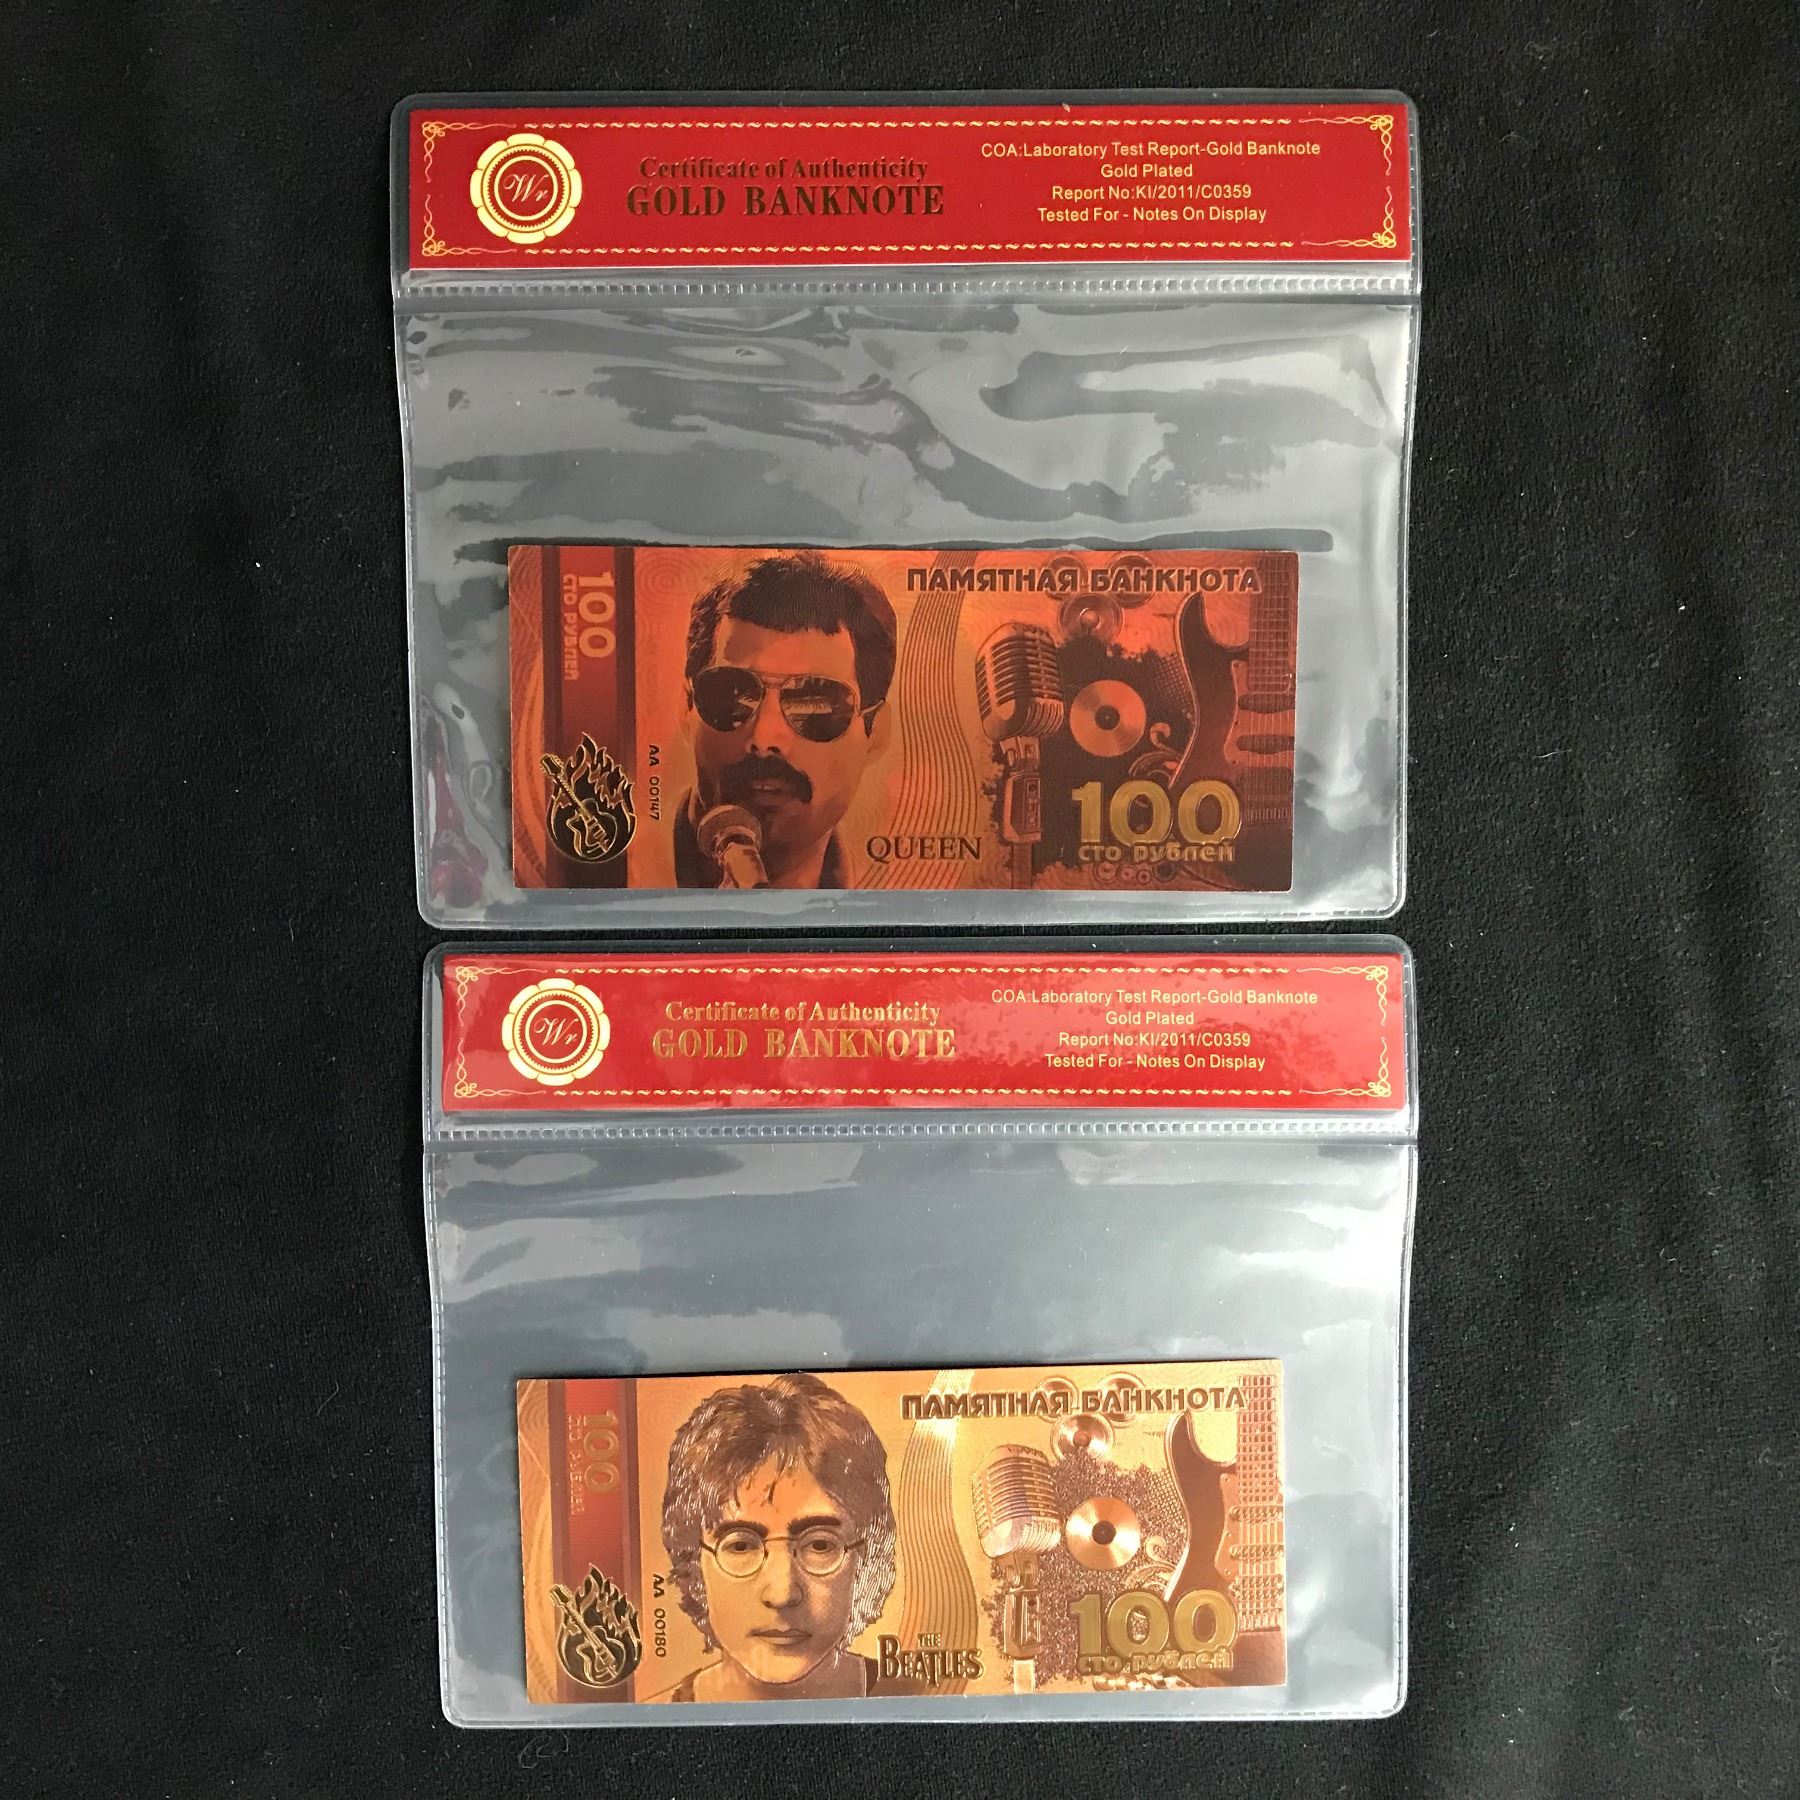 Wr
Certificate of Authenticity
GOLD BANKNOTE
COA:Laboratory Test Report-Gold Banknote
Gold Plated
Report No:KI/2011/C0359
Tested For - Notes On Display
100
СТО РУБЛЕЙ
АА 00147
ПАМЯТНАЯ БАНКНОТА
QUEEN
100
сто рублей
Wr
Certificate of Authenticity
GOLD BANKNOTE
COA:Laboratory Test Report-Gold Banknote
Gold Plated
Report No:KI/2011/C0359
Tested For - Notes On Display
100
СТО РУБЛЕЙ
АА 00180
ПАМЯТНАЯ БАНКНОТА
THE
BEATLES
100
сто рублей